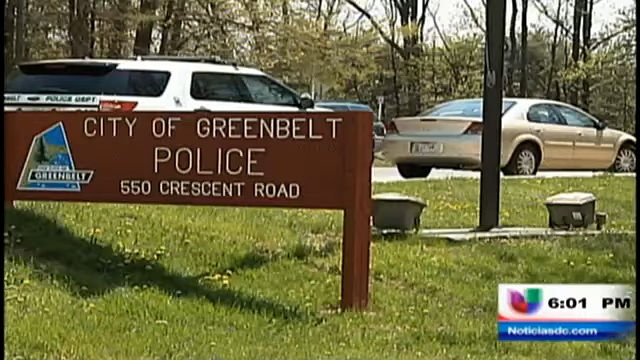 POLICE DEPT
CITY OF GREENBELT
POLICE
550 CRESCENT ROAD
GREENBELT
6:01 PM
Noticiasdc.com